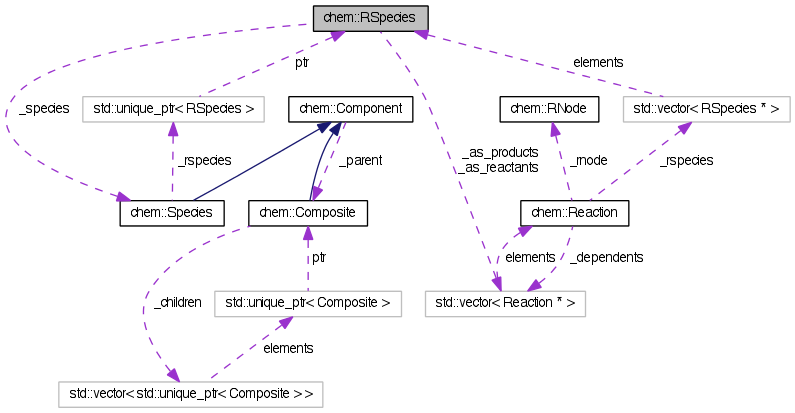 chem::RSpecies
ptr
elements
_species
std::unique_ptr< RSpecies >
chem::Component
chem::RNode
std::vector< RSpecies * >
_rspecies
_parent
_as_products
_as_reactants
_rnode
_rspecies
chem::Species
chem::Composite
chem::Reaction
ptr
elements
_dependents
_children
std::unique_ptr< Composite >
std::vector< Reaction * >
elements
std::vector< std::unique_ptr< Composite > >